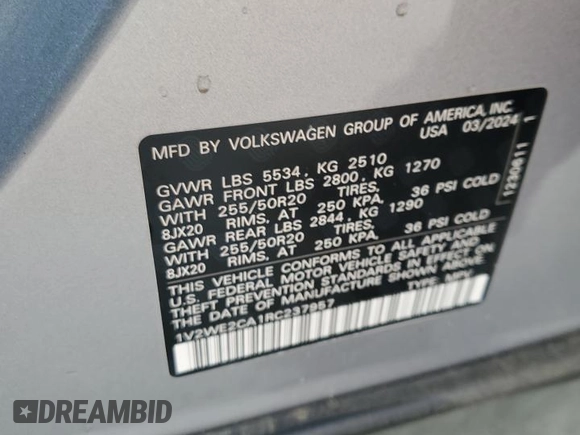 MFD BY VOLKSWAGEN GROUP OF AMERICA, INC.
USA 03/2024
GVWR LBS 5534, KG 2510
GAWR FRONT LBS 2800, KG 1270
WITH 255/50R20 TIRES, 36 PSI COLD
8JX20 RIMS, AT 250 KPA.
GAWR REAR LBS 2844, KG 1290
WITH 255/50R20 TIRES, 36 PSI COLD
8JX20 RIMS, AT 250 KPA.
THIS VEHICLE CONFORMS TO ALL APPLICABLE
U.S. FEDERAL MOTOR VEHICLE SAFETY AND
THEFT PREVENTION STANDARDS IN EFFECT ON
THE DATE OF MANUFACTURE SHOWN ABOVE.
TYPE: MPV
1V2WE2CA1RC237957
1250611 1
DREAMBID